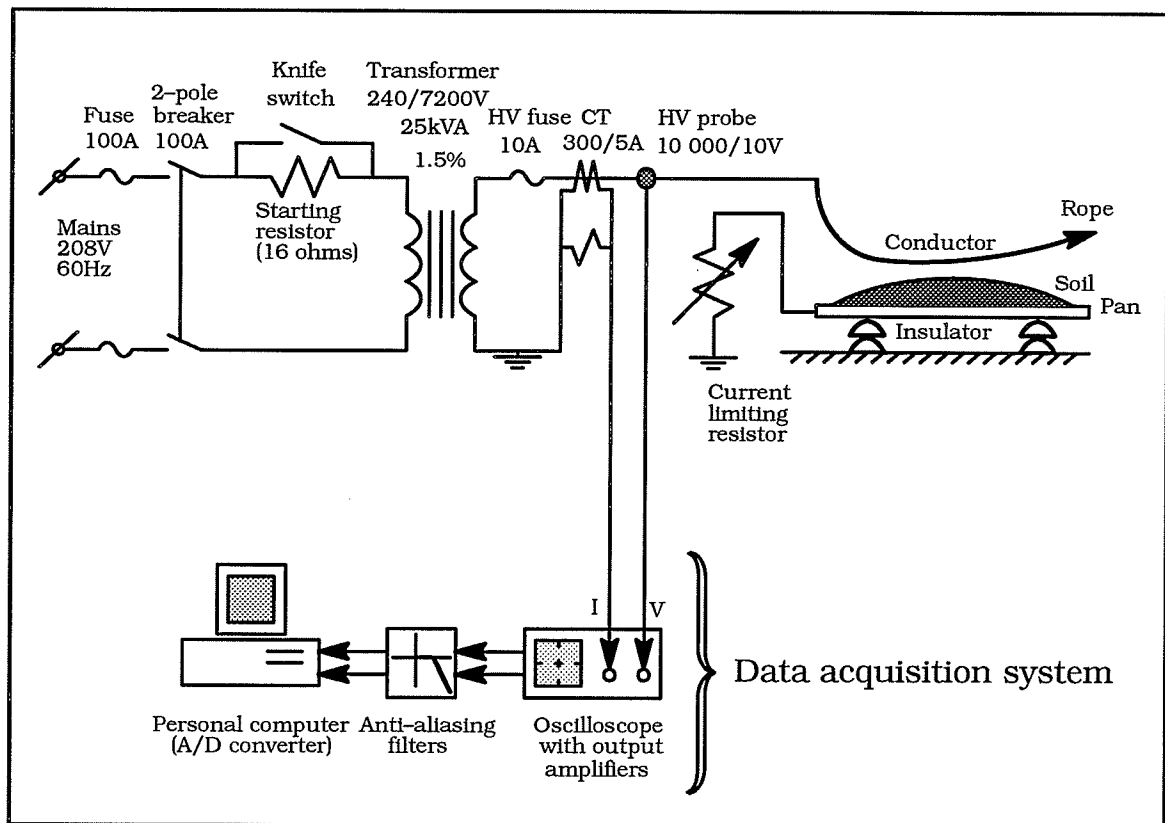 Fuse
100A
2-pole
breaker
100A
Knife
switch
Transformer
240/7200V
25kVA
1.5%
HV fuse
10A
CT
300/5A
HV probe
10 000/10V
Mains
208V
60Hz
Starting
resistor
(16 ohms)
Conductor
Rope
Soil
Pan
Insulator
Current
limiting
resistor
I
V
Data acquisition system
Personal computer
(A/D converter)
Anti-aliasing
filters
Oscilloscope
with output
amplifiers